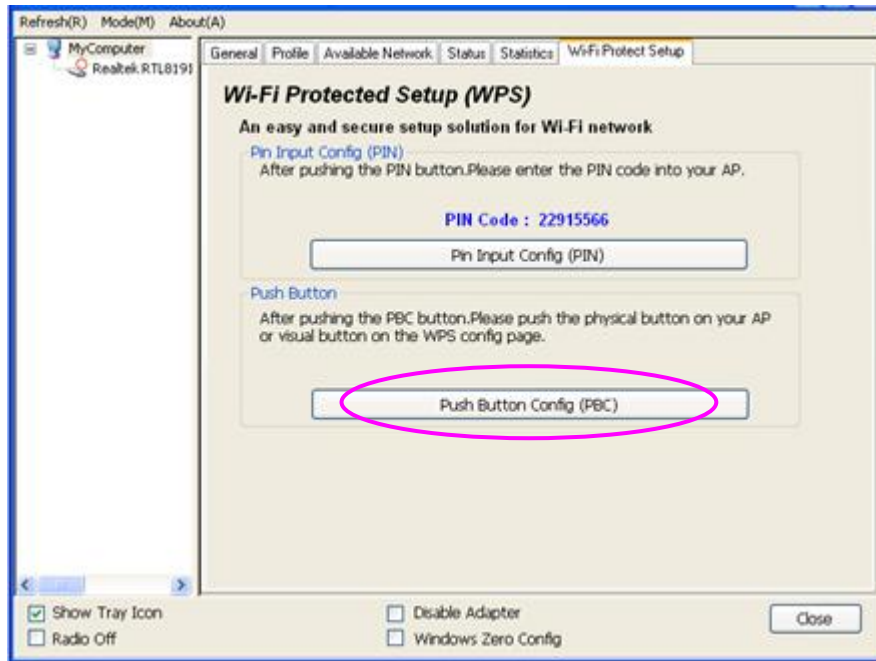 Refresh(R) Mode(M) About(A)
MyComputer
Realtek RTL8191
General Profile Available Network Status Statistics Wi-Fi Protect Setup
Wi-Fi Protected Setup (WPS)
An easy and secure setup solution for Wi-Fi network
Pin Input Config (PIN)
After pushing the PIN button.Please enter the PIN code into your AP.
PIN Code : 22915566
Pin Input Config (PIN)
Push Button
After pushing the PBC button.Please push the physical button on your AP
or visual button on the WPS config page.
Push Button Config (PBC)
Show Tray Icon
Disable Adapter
Close
Radio Off
Windows Zero Config